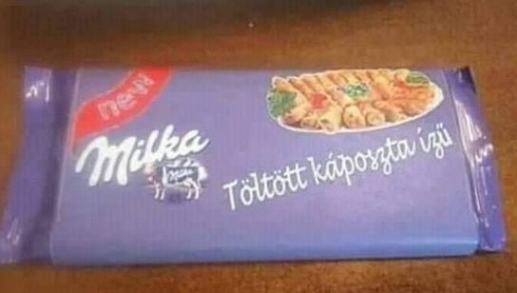 new
Milka
Milka
Töltött káposzta ízű